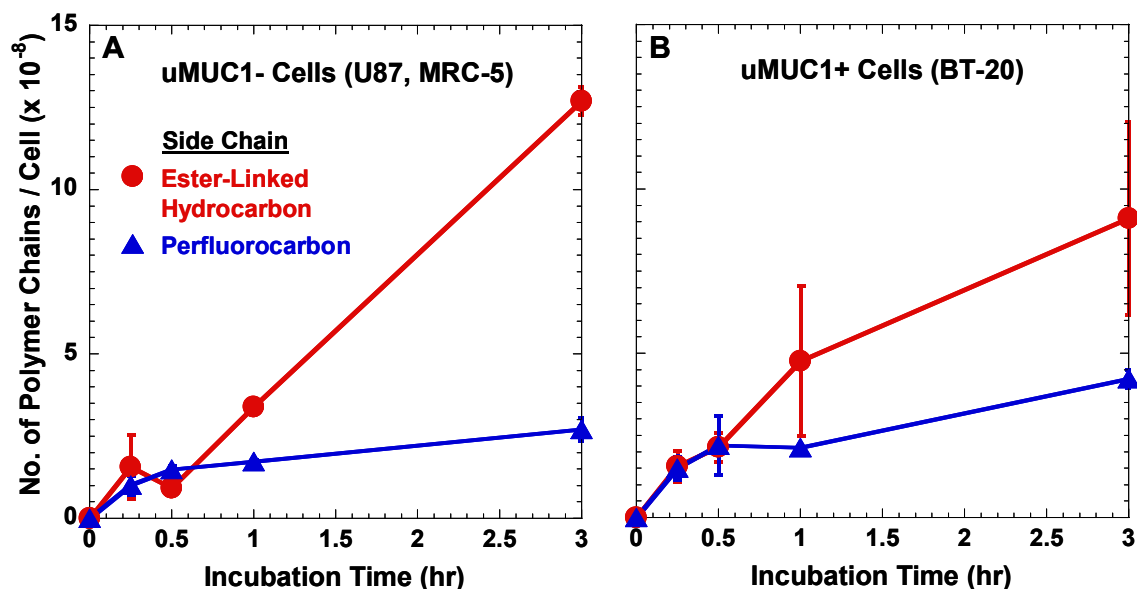 No. of Polymer Chains / Cell (x 10-8)
15
10
5
0
A
uMUC1- Cells (U87, MRC-5)
Side Chain
Ester-Linked
Hydrocarbon
Perfluorocarbon
0 0.5 1 1.5 2 2.5 3
Incubation Time (hr)
B
uMUC1+ Cells (BT-20)
0 0.5 1 1.5 2 2.5 3
Incubation Time (hr)